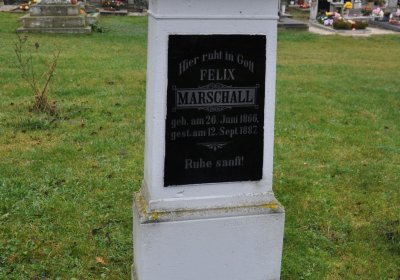 Hier ruht in Gott
FELIX
MARSCHALL
geb. am 26. Juni 1866,
gest. am 12. Sept. 1887.
Ruhe sanft!